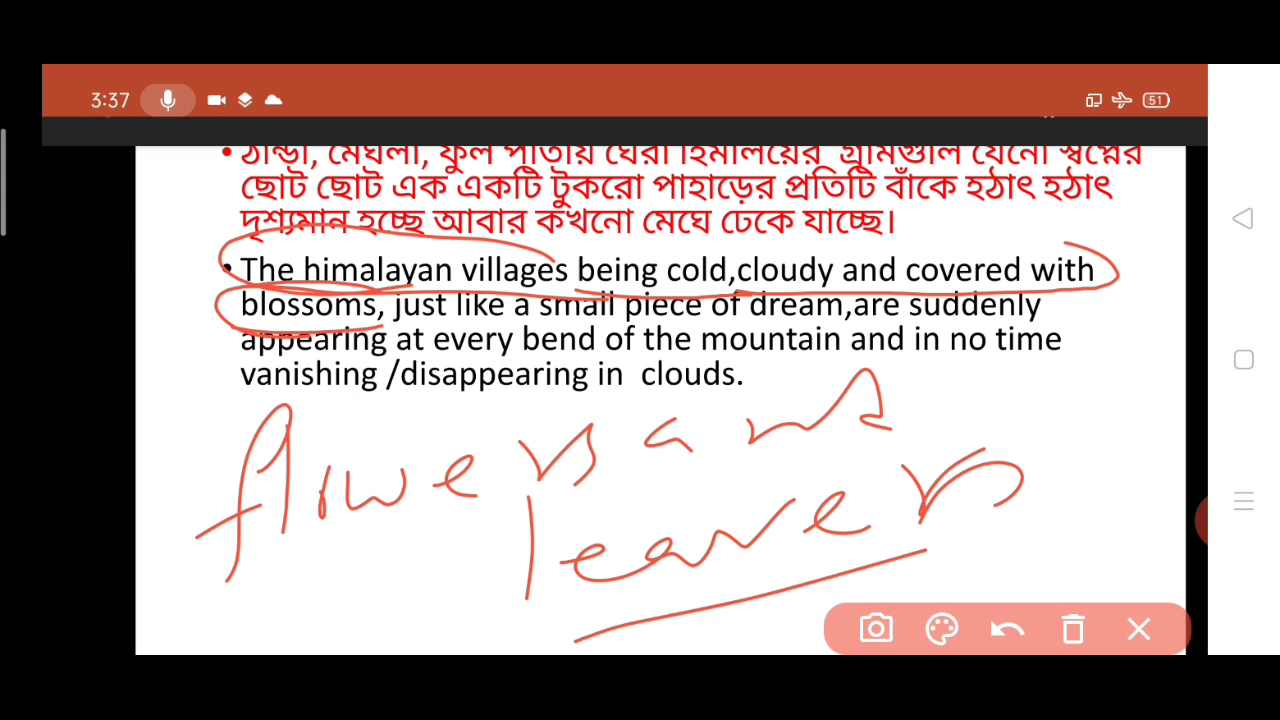 3:37
51
• ঠান্ডা, মেঘলা, ফুল পাতায় ঘেরা হিমালয়ের গ্রামগুলি যেনো স্বপ্নের
ছোট ছোট এক একটি টুকরো পাহাড়ের প্রতিটি বাঁকে হঠাৎ হঠাৎ
দৃশ্যমান হচ্ছে আবার কখনো মেঘে ঢেকে যাচ্ছে।
• The himalayan villages being cold,cloudy and covered with
blossoms, just like a small piece of dream,are suddenly
appearing at every bend of the mountain and in no time
vanishing /disappearing in clouds.
flowers and
leaves